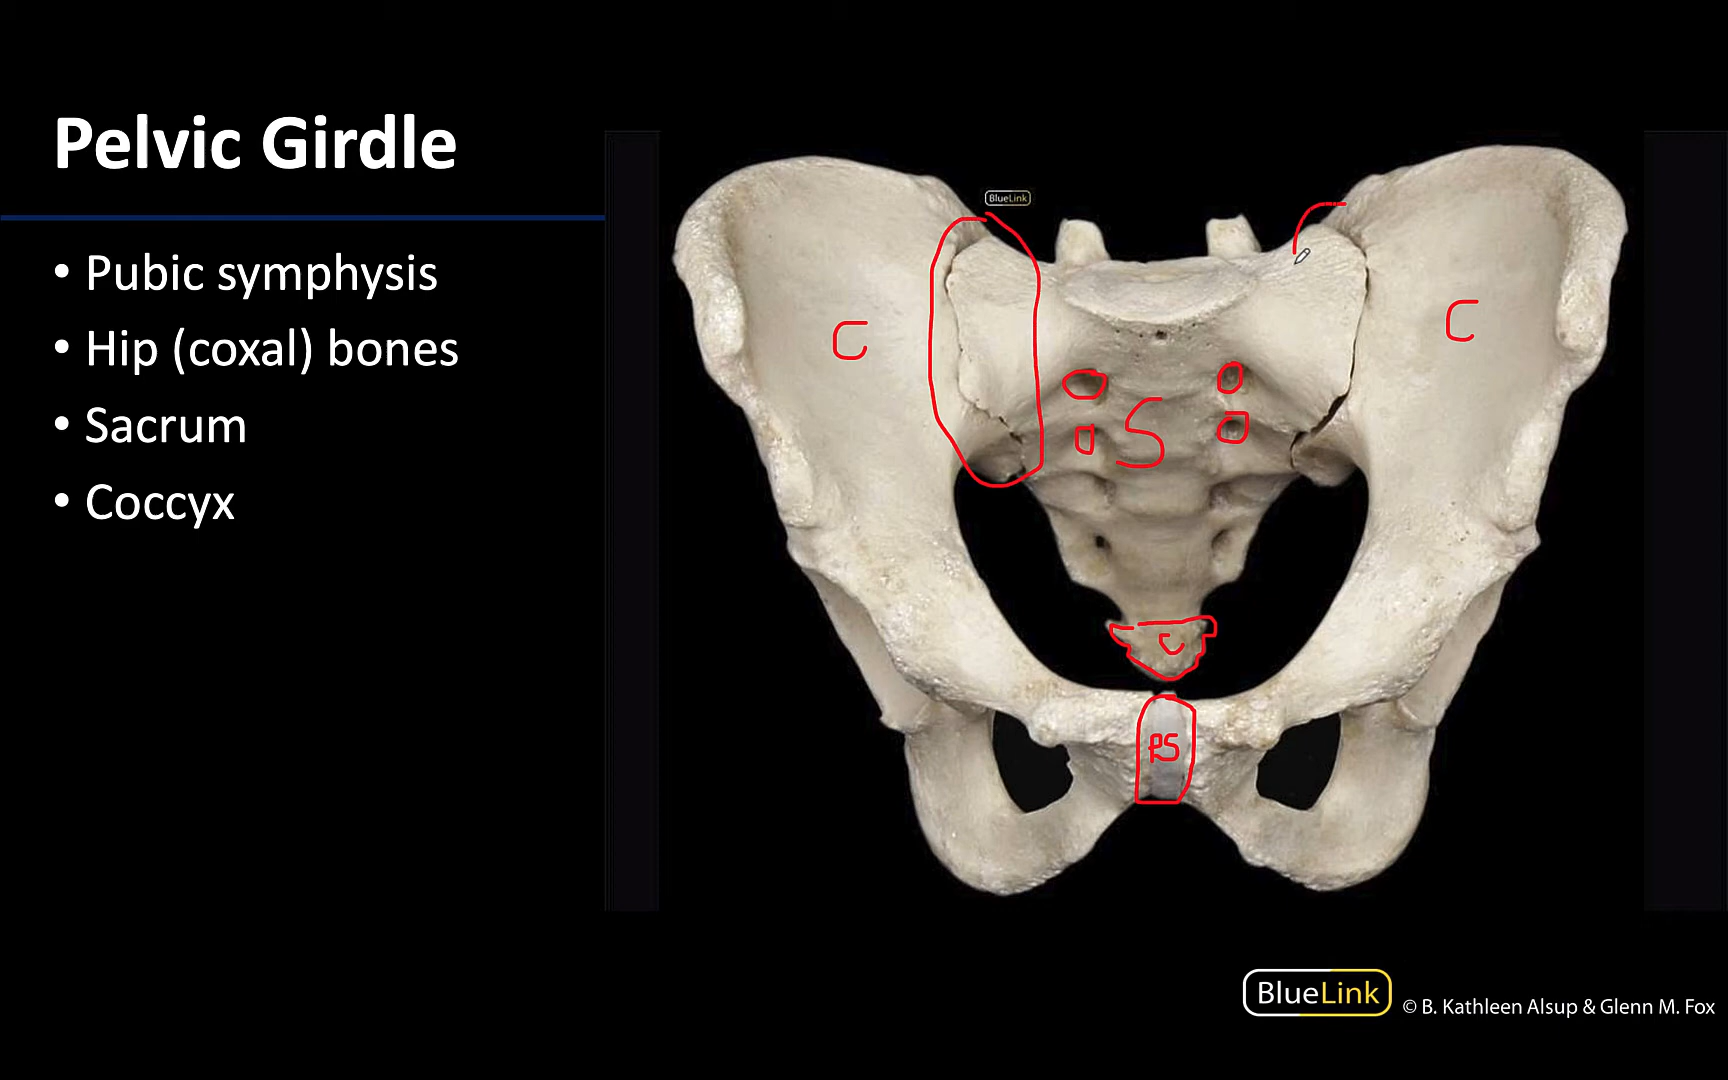 Pelvic Girdle
• Pubic symphysis
• Hip (coxal) bones
• Sacrum
• Coccyx
BlueLink
C
C
S
C
PS
BlueLink
© B. Kathleen Alsup & Glenn M. Fox